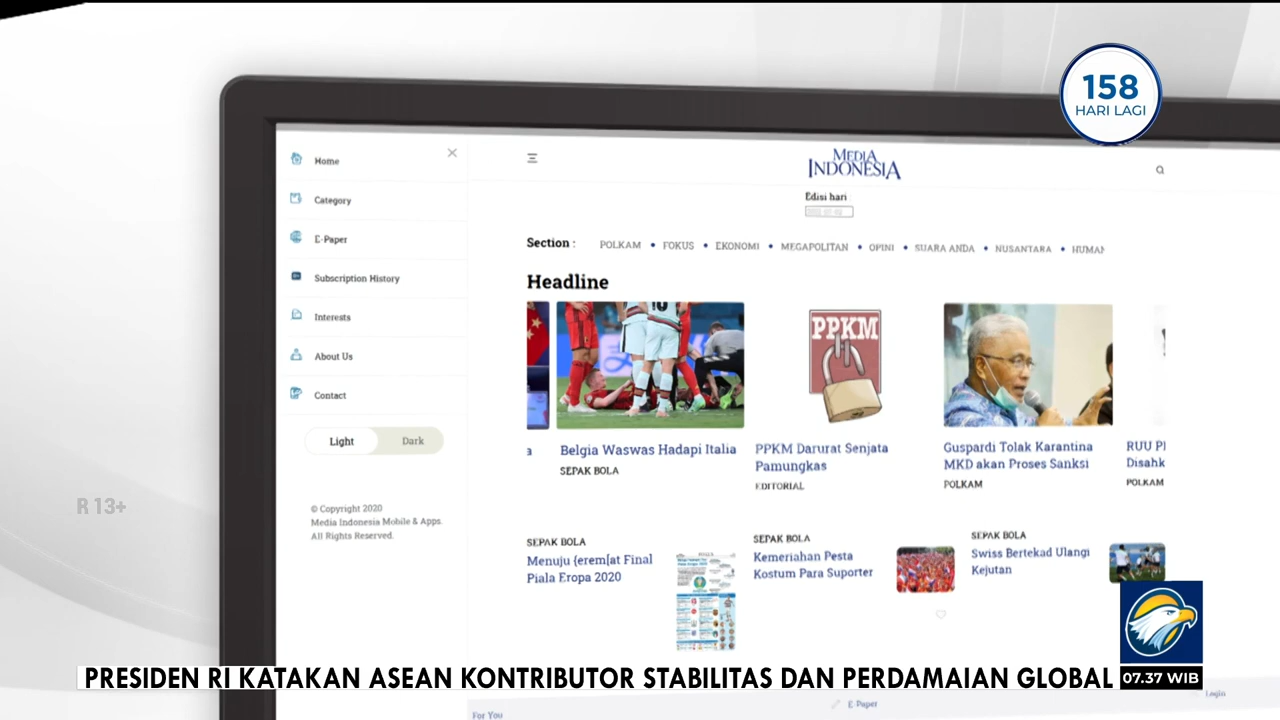 158
HARI LAGI
Home
Category
E-Paper
Subscription History
Interests
About Us
Contact
Light
Dark
© Copyright 2020
Media Indonesia Mobile & Apps.
All Rights Reserved.
R 13+
MEDIA
INDONESIA
Edisi hari
Section :
POLKAM • FOKUS • EKONOMI • MEGAPOLITAN • OPINI • SUARA ANDA • NUSANTARA • HUMAN
Headline
PPKM
a
Belgia Waswas Hadapi Italia
SEPAK BOLA
PPKM Darurat Senjata
Pamungkas
EDITORIAL
Guspardi Tolak Karantina
MKD akan Proses Sanksi
POLKAM
RUU PI
Disahk
POLKAM
SEPAK BOLA
Menuju {erem[at Final
Piala Eropa 2020
SEPAK BOLA
Kemeriahan Pesta
Kostum Para Suporter
SEPAK BOLA
Swiss Bertekad Ulangi
Kejutan
PRESIDEN RI KATAKAN ASEAN KONTRIBUTOR STABILITAS DAN PERDAMAIAN GLOBAL
07.37 WIB
For You
E-Paper
Login